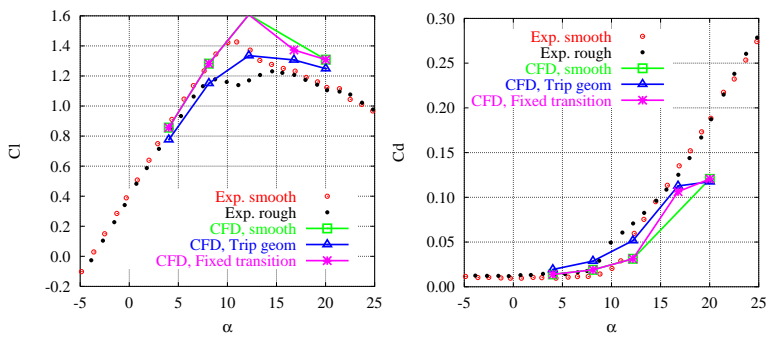 1.6
1.4
1.2
1.0
0.8
0.6
0.4
0.2
0.0
-0.2
Cl
-5 0 5 10 15 20 25
α
Exp. smooth
Exp. rough
CFD, smooth
CFD, Trip geom
CFD, Fixed transition
0.30
0.25
0.20
0.15
0.10
0.05
0.00
Cd
-5 0 5 10 15 20 25
α
Exp. smooth
Exp. rough
CFD, smooth
CFD, Trip geom
CFD, Fixed transition